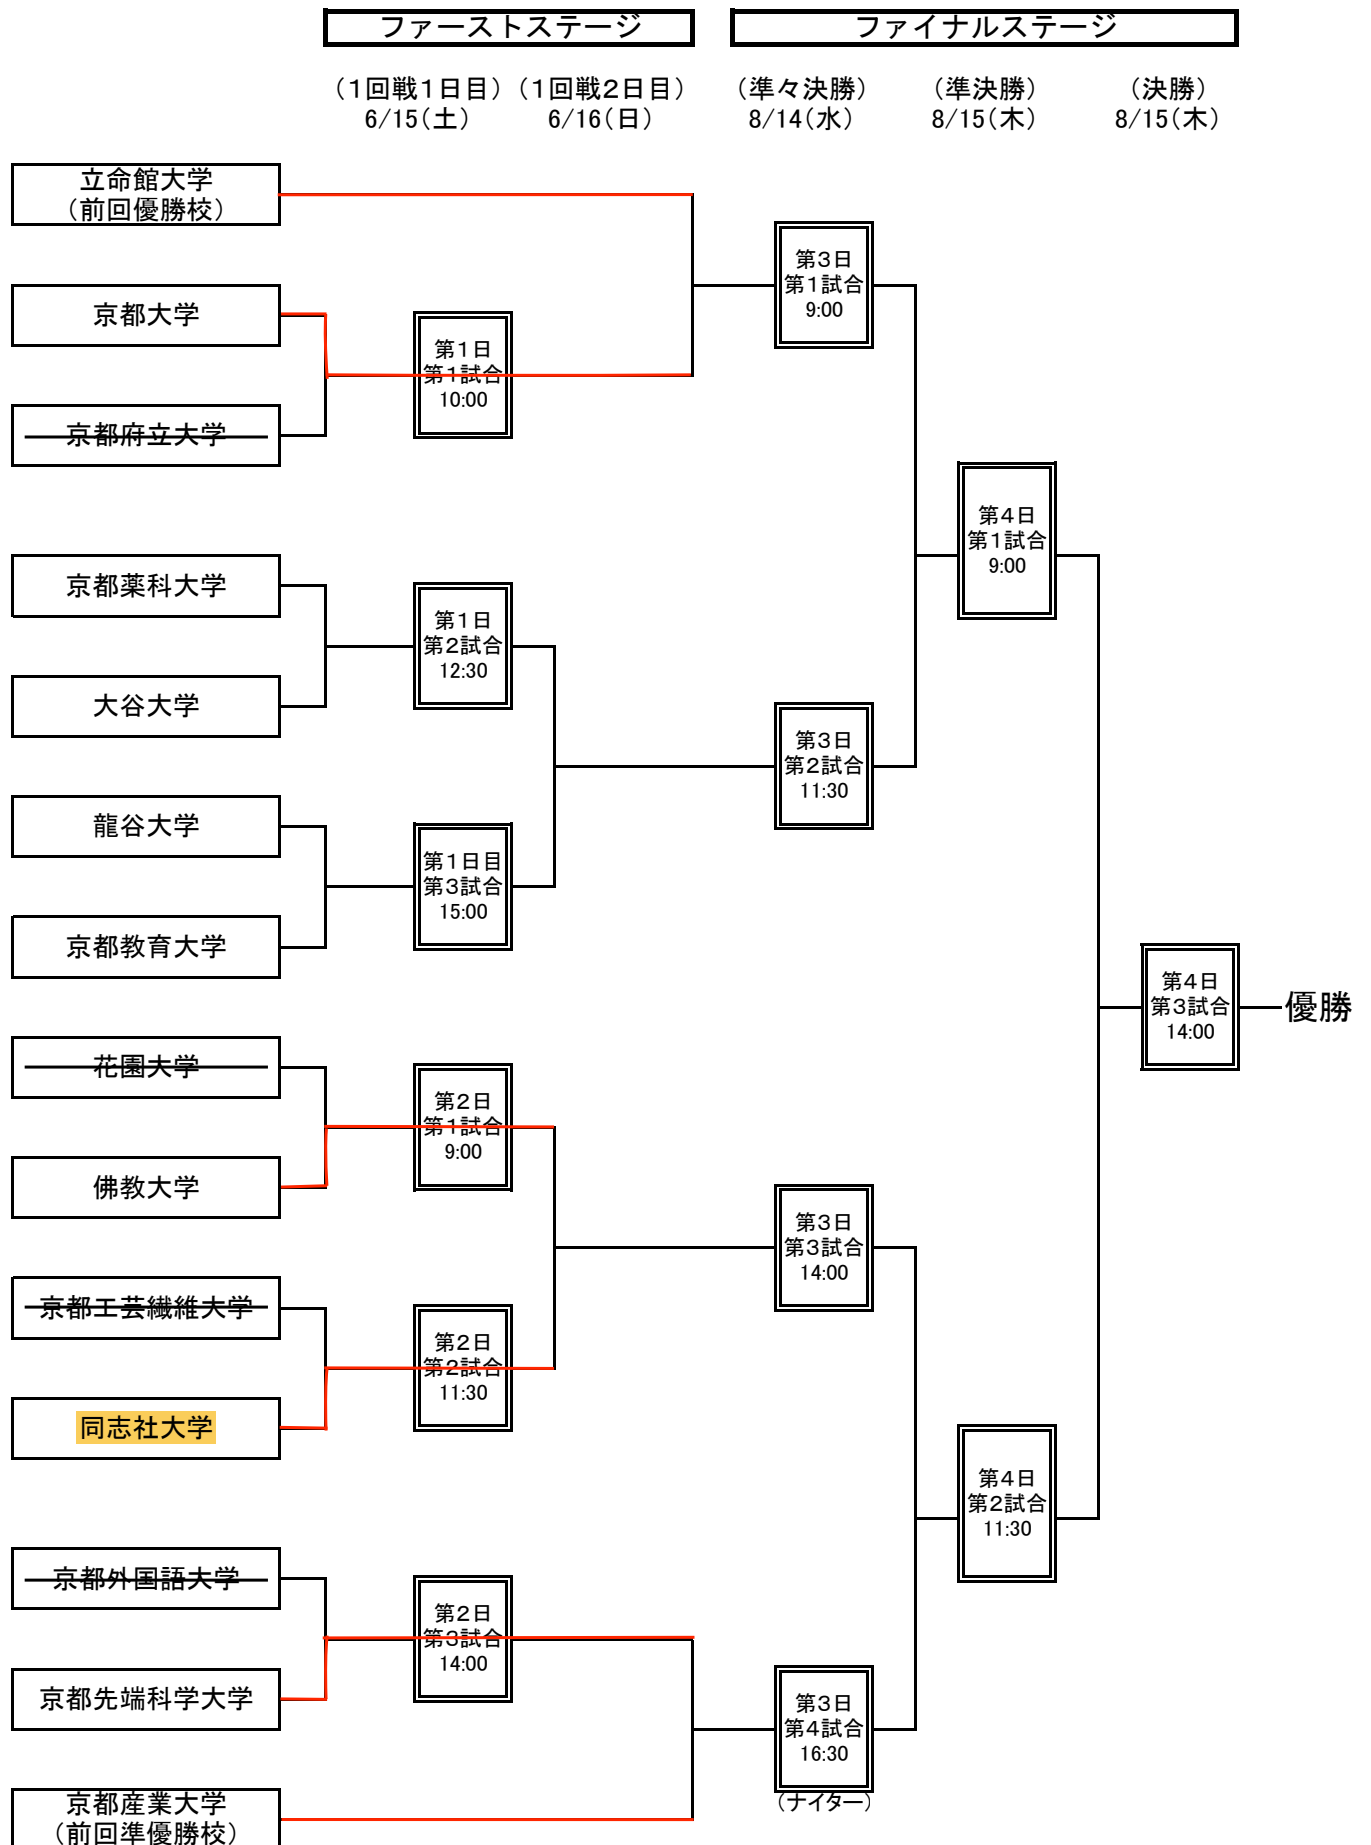 ファーストステージ
ファイナルステージ
（1回戦1日目）
6/15（土）
（1回戦2日目）
6/16（日）
（準々決勝）
8/14（水）
（準決勝）
8/15（木）
（決勝）
8/15（木）
立命館大学
（前回優勝校）
京都大学
京都府立大学
京都薬科大学
大谷大学
龍谷大学
京都教育大学
花園大学
佛教大学
京都工芸繊維大学
同志社大学
京都外国語大学
京都先端科学大学
京都産業大学
（前回準優勝校）
第1日
第1試合
10:00
第1日
第2試合
12:30
第1日目
第3試合
15:00
第2日
第1試合
9:00
第2日
第2試合
11:30
第2日
第3試合
14:00
第3日
第1試合
9:00
第3日
第2試合
11:30
第3日
第3試合
14:00
第3日
第4試合
16:30
（ナイター）
第4日
第1試合
9:00
第4日
第2試合
11:30
第4日
第3試合
14:00
優勝